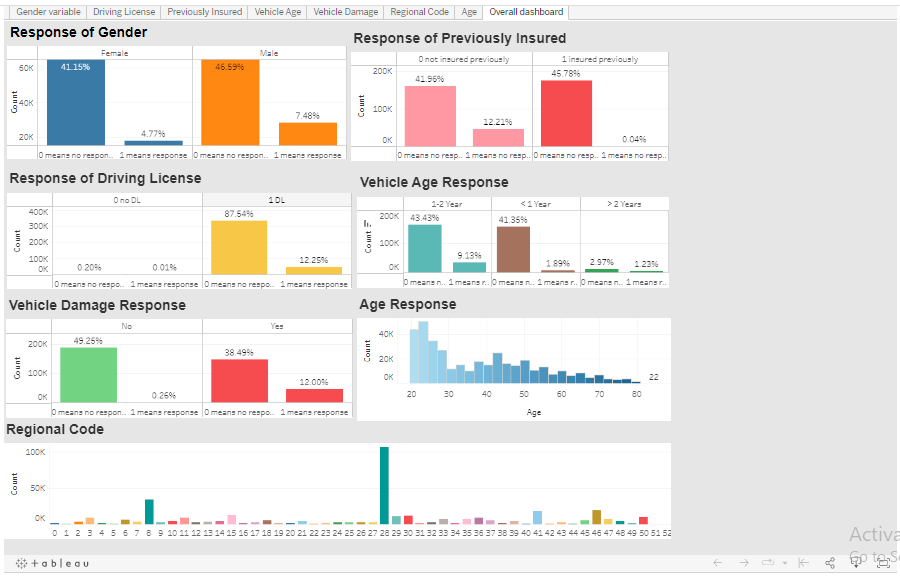 Gender variable Driving License Previously Insured Vehicle Age Vehicle Damage Regional Code Age Overall dashboard
Response of Gender
Female Male
60K
40K
20K
Count
41.15%
4.77%
46.59%
7.48%
0 means no respon.. 1 means response 0 means no respon.. 1 means response
Response of Previously Insured
0 not insured previously 1 insured previously
200K
100K
0K
Count
41.96%
12.21%
45.78%
0.04%
0 means no resp.. 1 means no resp.. 0 means no resp.. 1 means no resp..
Response of Driving License
0 no DL 1 DL
400K
300K
200K
100K
0K
Count
0.20%
0.01%
87.54%
12.25%
0 means no respo.. 1 means response 0 means no respo.. 1 means response
Vehicle Age Response
1-2 Year < 1 Year > 2 Years
200K
100K
0K
Count
43.43%
9.13%
41.35%
1.89%
2.97%
1.23%
0 means n.. 1 means r.. 0 means n.. 1 means r.. 0 means n.. 1 means r..
Vehicle Damage Response
No Yes
200K
100K
0K
Count
49.25%
0.26%
38.49%
12.00%
0 means no respon.. 1 means response 0 means no respo.. 1 means response
Age Response
40K
20K
0K
Count
22
20 30 40 50 60 70 80
Age
Regional Code
100K
50K
0K
Count
0 1 2 3 4 5 6 7 8 9 10 11 12 13 14 15 16 17 18 19 20 21 22 23 24 25 26 27 28 29 30 31 32 33 34 35 36 37 38 39 40 41 42 43 44 45 46 47 48 49 50 51 52
Activa
Go to Se
+ableau